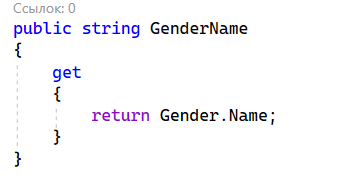 Ссылок: 0
public string GenderName
{
    get
    {
        return Gender.Name;
    }
}